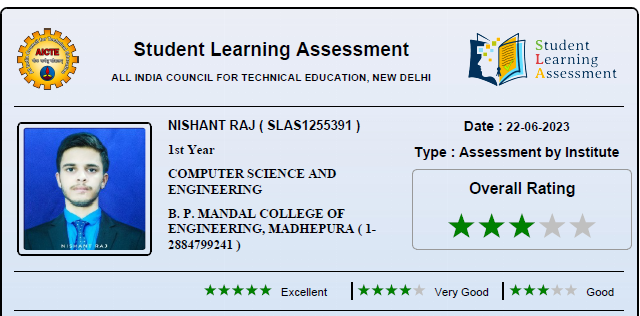 AICTE
Student Learning Assessment
ALL INDIA COUNCIL FOR TECHNICAL EDUCATION, NEW DELHI
Student
Learning
Assessment
NISHANT RAJ ( SLAS1255391 )
1st Year
COMPUTER SCIENCE AND
ENGINEERING
B. P. MANDAL COLLEGE OF
ENGINEERING, MADHEPURA ( 1-
2884799241 )
NISHANT RAJ
Date : 22-06-2023
Type : Assessment by Institute
Overall Rating
Excellent
Very Good
Good